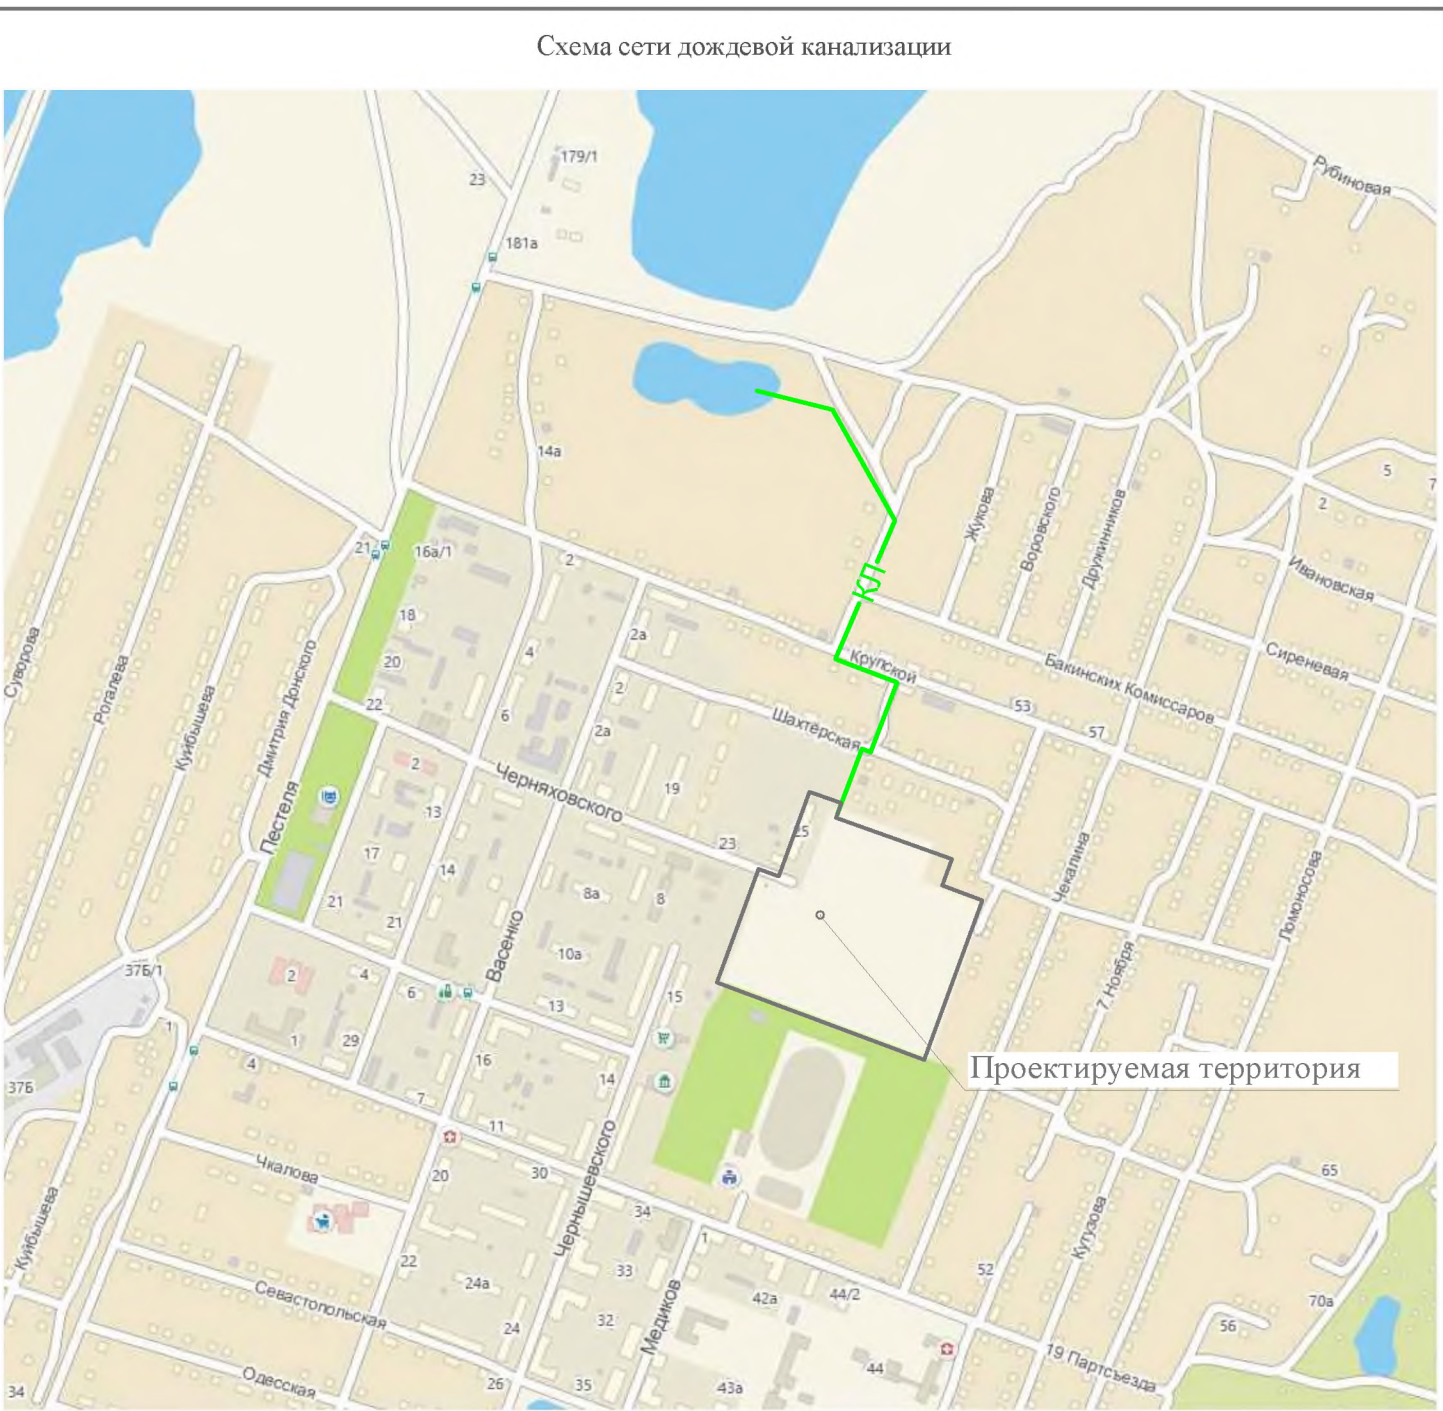 Схема сети дождевой канализации
179/1
23
Рубиновая
181а
14а
5
7
2
Жукова
Воровского
Дружинников
21
16а/1
2
КЛ
Ивановская
18
2а
4
20
Крупской
Сиреневая
Суворова
Рогалева
Куйбышева
Дмитрия Донского
Бакинских Комиссаров
22
2
6
2а
Шахтерская
53
57
2
Черняховского
19
13
Пестеля
23
25
17
14
8а
8
Чекалина
Ломоносова
21
21
Васенко
10а
37Б/1
2
4
6
13
15
7 Ноября
1
1
29
4
16
14
37Б
Проектируемая территория
7
11
Чкалова
20
30
Чернышевского
65
34
Куйбышева
1
Кутузова
22
24а
33
52
Севастопольская
42а
44/2
70а
24
32
Медиков
56
44
19 Партсъезда
Одесская
26
35
43а
34